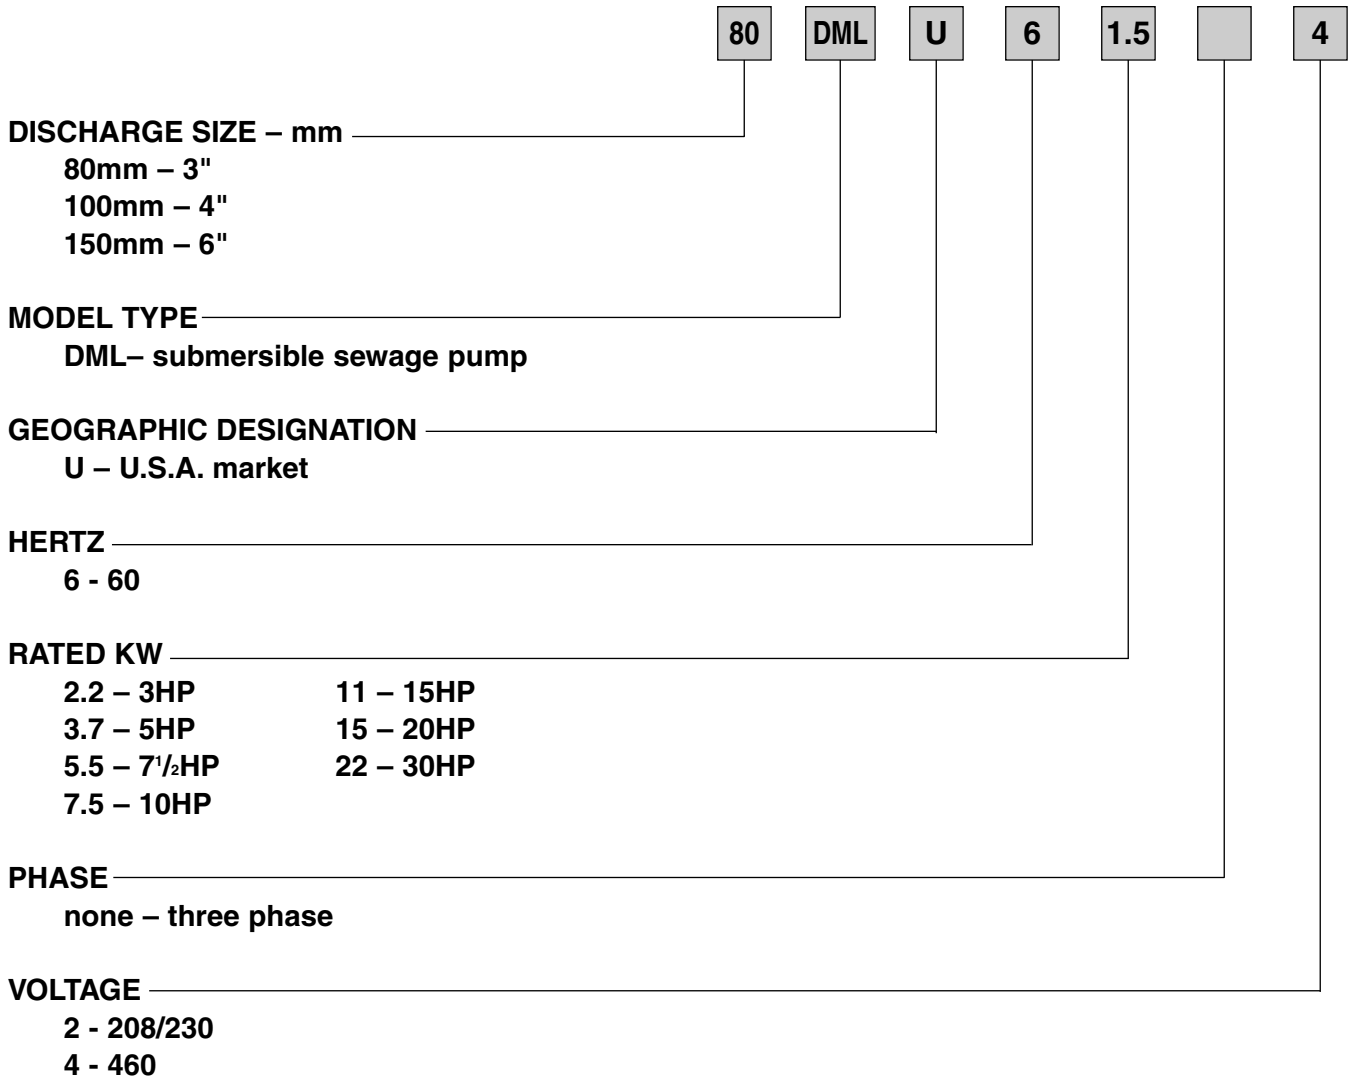 80 DML U 6 1.5 4
DISCHARGE SIZE – mm
80mm – 3"
100mm – 4"
150mm – 6"
MODEL TYPE
DML– submersible sewage pump
GEOGRAPHIC DESIGNATION
U – U.S.A. market
HERTZ
6 - 60
RATED KW
2.2 – 3HP 11 – 15HP
3.7 – 5HP 15 – 20HP
5.5 – 7 1/2HP 22 – 30HP
7.5 – 10HP
PHASE
none – three phase
VOLTAGE
2 - 208/230
4 - 460